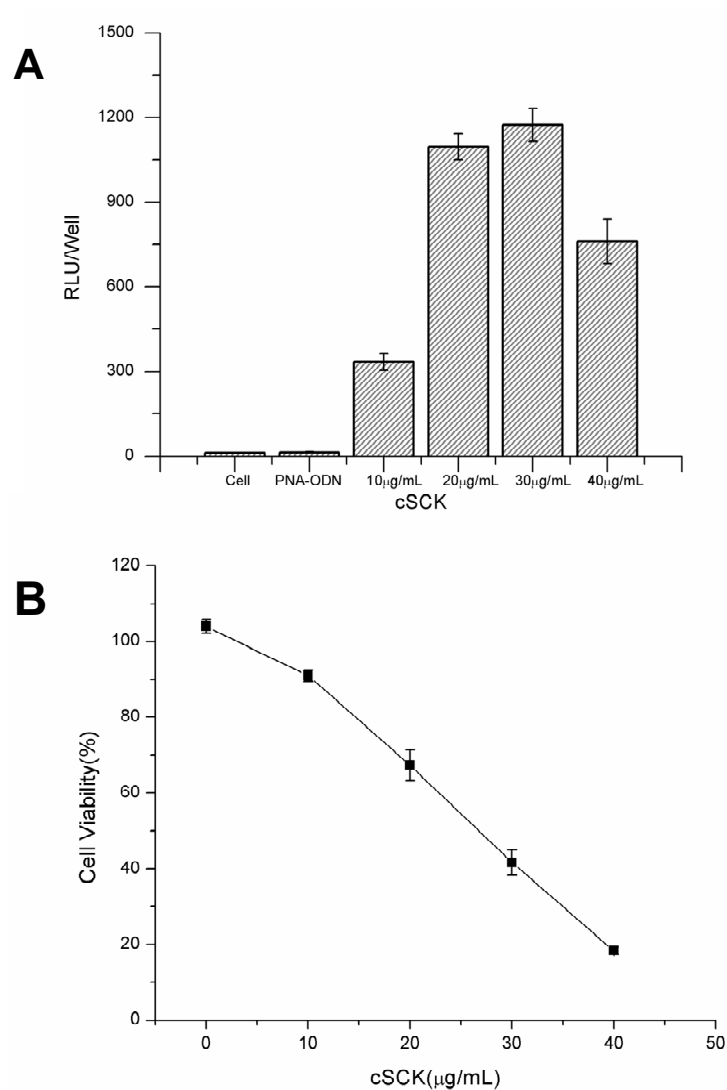 A
1500
1200
900
600
300
0
RLU/Well
Cell PNA-ODN 10μg/mL 20μg/mL 30μg/mL 40μg/mL
cSCK
B
120
100
80
60
40
20
0
Cell Viability(%)
0 10 20 30 40 50
cSCK(μg/mL)